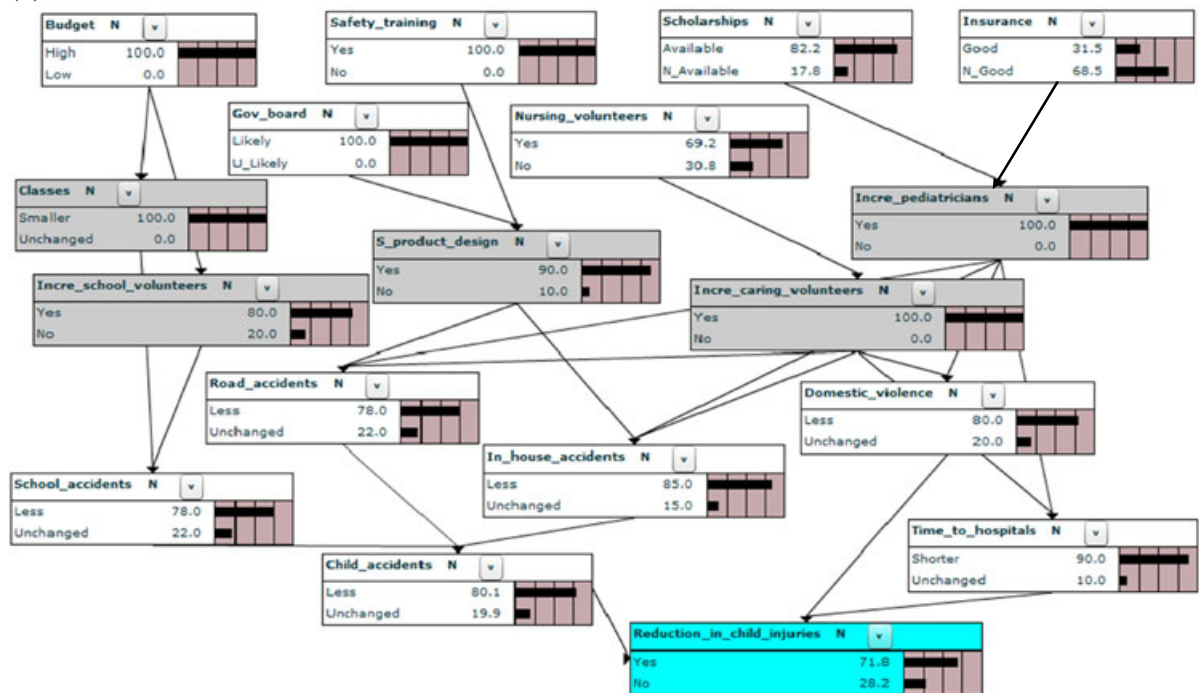 Budget N v
High 100.0
Low 0.0
Safety_training N v
Yes 100.0
No 0.0
Scholarships N v
Available 82.2
N_Available 17.8
Insurance N v
Good 31.5
N_Good 68.5
Gov_board N v
Likely 100.0
U_Likely 0.0
Nursing_volunteers N v
Yes 69.2
No 30.8
Classes N v
Smaller 100.0
Unchanged 0.0
Incre_pediatricians N v
Yes 100.0
No 0.0
S_product_design N v
Yes 90.0
No 10.0
Incre_school_volunteers N v
Yes 80.0
No 20.0
Incre_caring_volunteers N v
Yes 100.0
No 0.0
Road_accidents N v
Less 78.0
Unchanged 22.0
Domestic_violence N v
Less 80.0
Unchanged 20.0
In_house_accidents N v
Less 85.0
Unchanged 15.0
School_accidents N v
Less 78.0
Unchanged 22.0
Time_to_hospitals N v
Shorter 90.0
Unchanged 10.0
Child_accidents N v
Less 80.1
Unchanged 19.9
Reduction_in_child_injuries N v
Yes 71.8
No 28.2